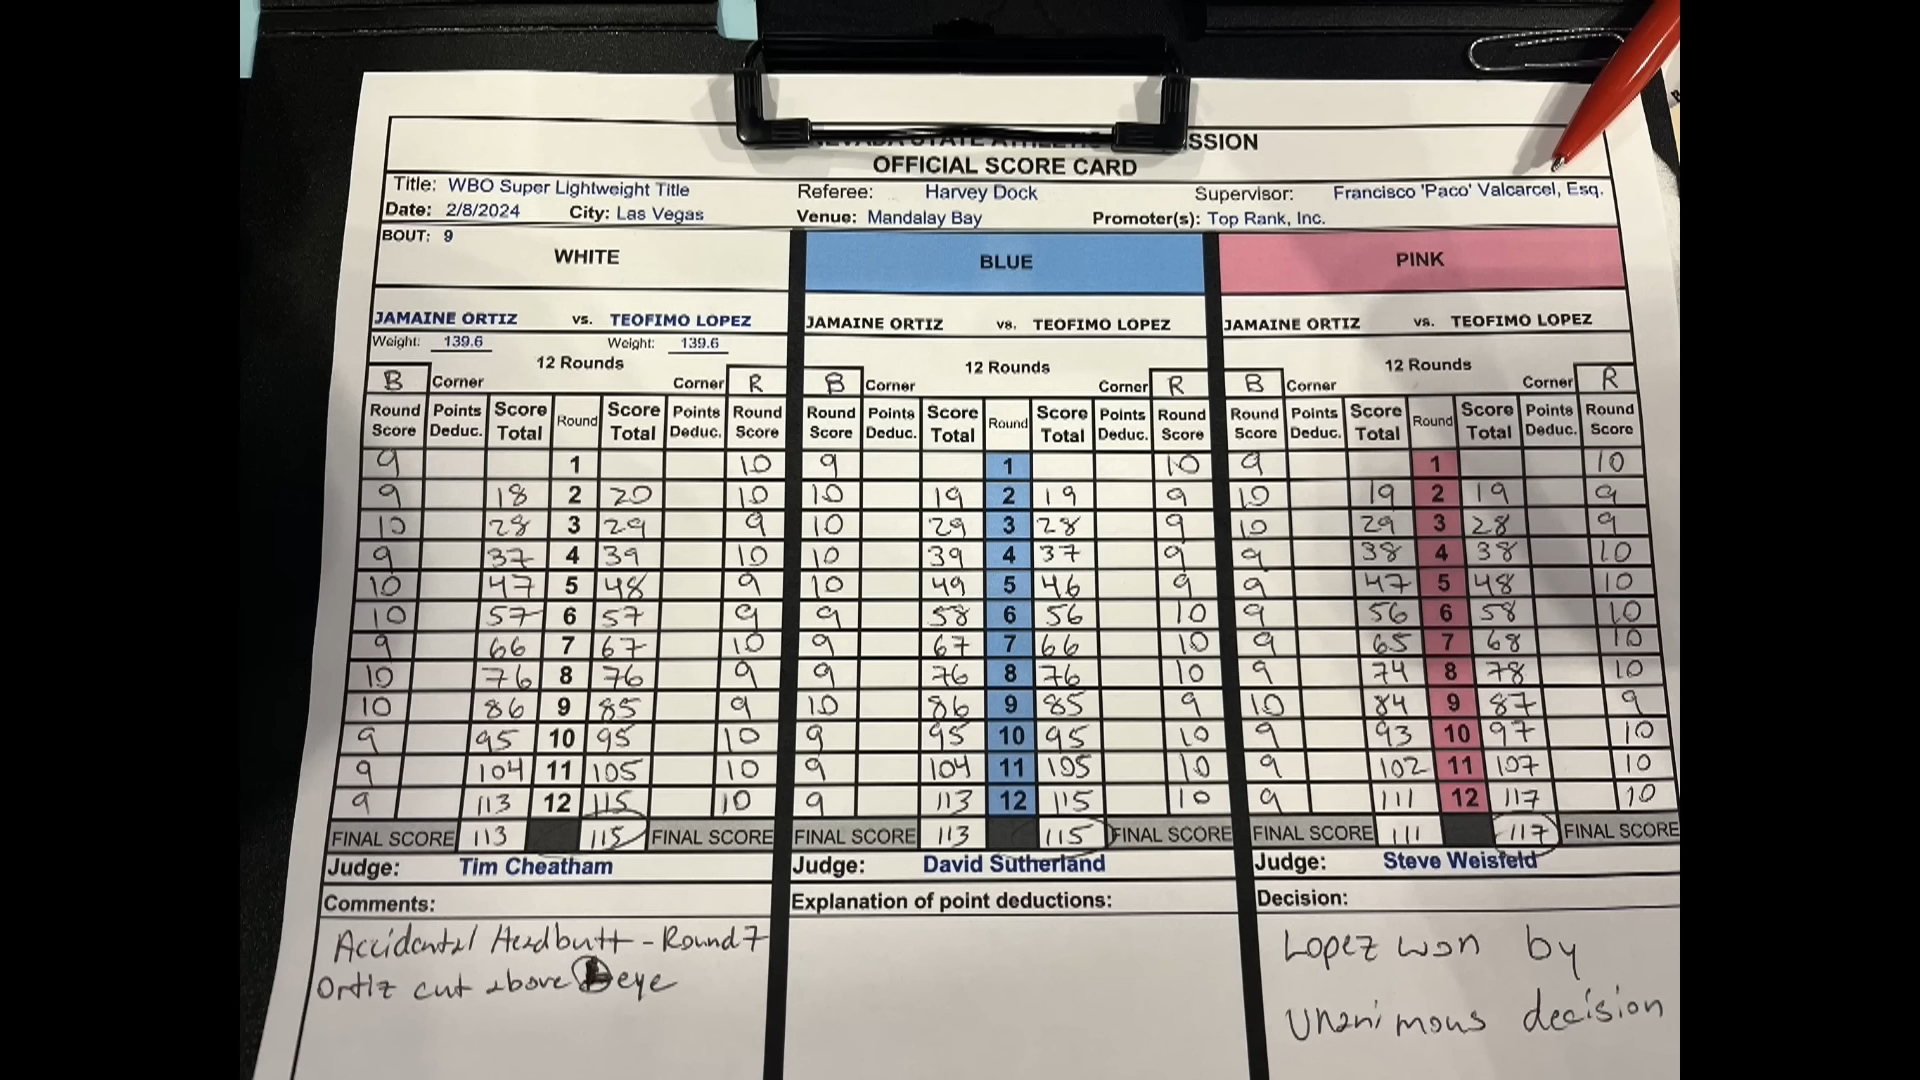 SSION
OFFICIAL SCORE CARD
Title: WBO Super Lightweight Title Referee: Harvey Dock Supervisor: Francisco 'Paco' Valcarcel, Esq.
Date: 2/8/2024 City: Las Vegas Venue: Mandalay Bay Promoter(s): Top Rank, Inc.
BOUT: 9
WHITE BLUE PINK
JAMAINE ORTIZ vs. TEOFIMO LOPEZ JAMAINE ORTIZ vs. TEOFIMO LOPEZ JAMAINE ORTIZ vs. TEOFIMO LOPEZ
Weight: 139.6 Weight: 139.6
12 Rounds 12 Rounds 12 Rounds
B Corner Corner R B Corner Corner R B Corner Corner R
Round Points Score Round Score Points Round Round Points Score Round Score Points Round Round Points Score Round Score Points Round
Score Deduc. Total Total Deduc. Score Score Deduc. Total Total Deduc. Score Score Deduc. Total Total Deduc. Score
9 1 10 9 1 10 9 1 10
9 18 2 20 10 10 19 2 19 9 10 19 2 19 9
10 28 3 29 9 10 29 3 28 9 10 29 3 28 9
9 37 4 39 10 10 39 4 37 9 9 38 4 38 10
10 47 5 48 9 10 49 5 46 9 9 47 5 48 10
10 57 6 57 9 9 58 6 56 10 9 56 6 58 10
9 66 7 67 10 9 67 7 66 10 9 65 7 68 10
10 76 8 76 9 9 76 8 76 10 9 74 8 78 10
10 86 9 85 9 10 86 9 85 9 10 84 9 87 9
9 95 10 95 10 9 95 10 95 10 9 93 10 97 10
9 104 11 105 10 9 104 11 105 10 9 102 11 107 10
9 113 12 115 10 9 113 12 115 10 9 111 12 117 10
FINAL SCORE 113 115 FINAL SCORE FINAL SCORE 113 115 FINAL SCORE FINAL SCORE 111 117 FINAL SCORE
Judge: Tim Cheatham Judge: David Sutherland Judge: Steve Weisfeld
Comments: Explanation of point deductions: Decision:
Accidental Headbutt - Round 7
Ortiz cut above L eye
Lopez won by
Unanimous decision